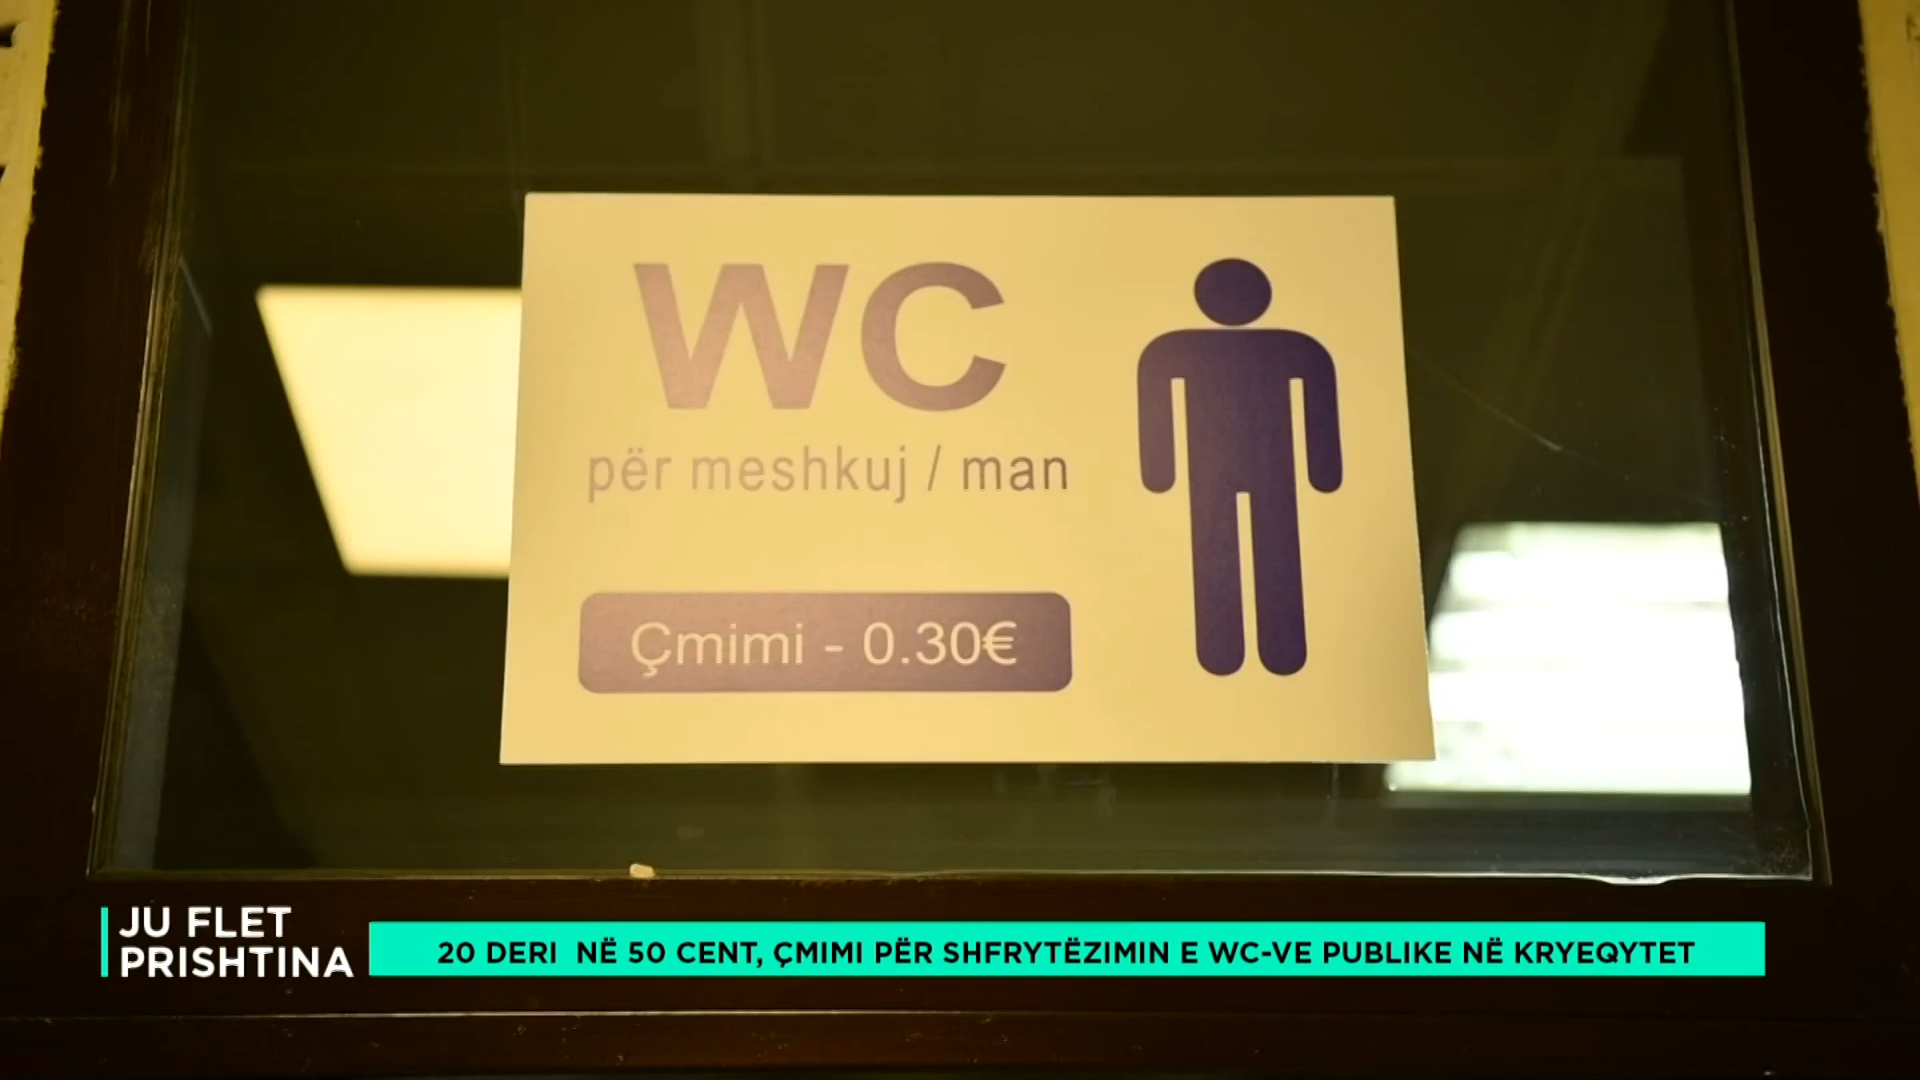 WC
për meshkuj / man
Çmimi - 0.30€
JU FLET
PRISHTINA
20 DERI NË 50 CENT, ÇMIMI PËR SHFRYTËZIMIN E WC-VE PUBLIKE NË KRYEQYTET